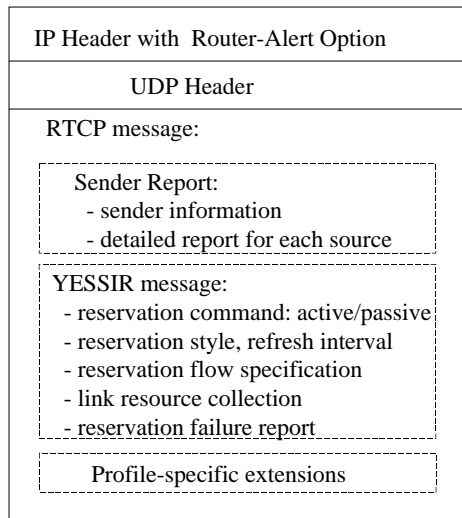 IP Header with Router-Alert Option
UDP Header
RTCP message:
Sender Report:
- sender information
- detailed report for each source
YESSIR message:
- reservation command: active/passive
- reservation style, refresh interval
- reservation flow specification
- link resource collection
- reservation failure report
Profile-specific extensions